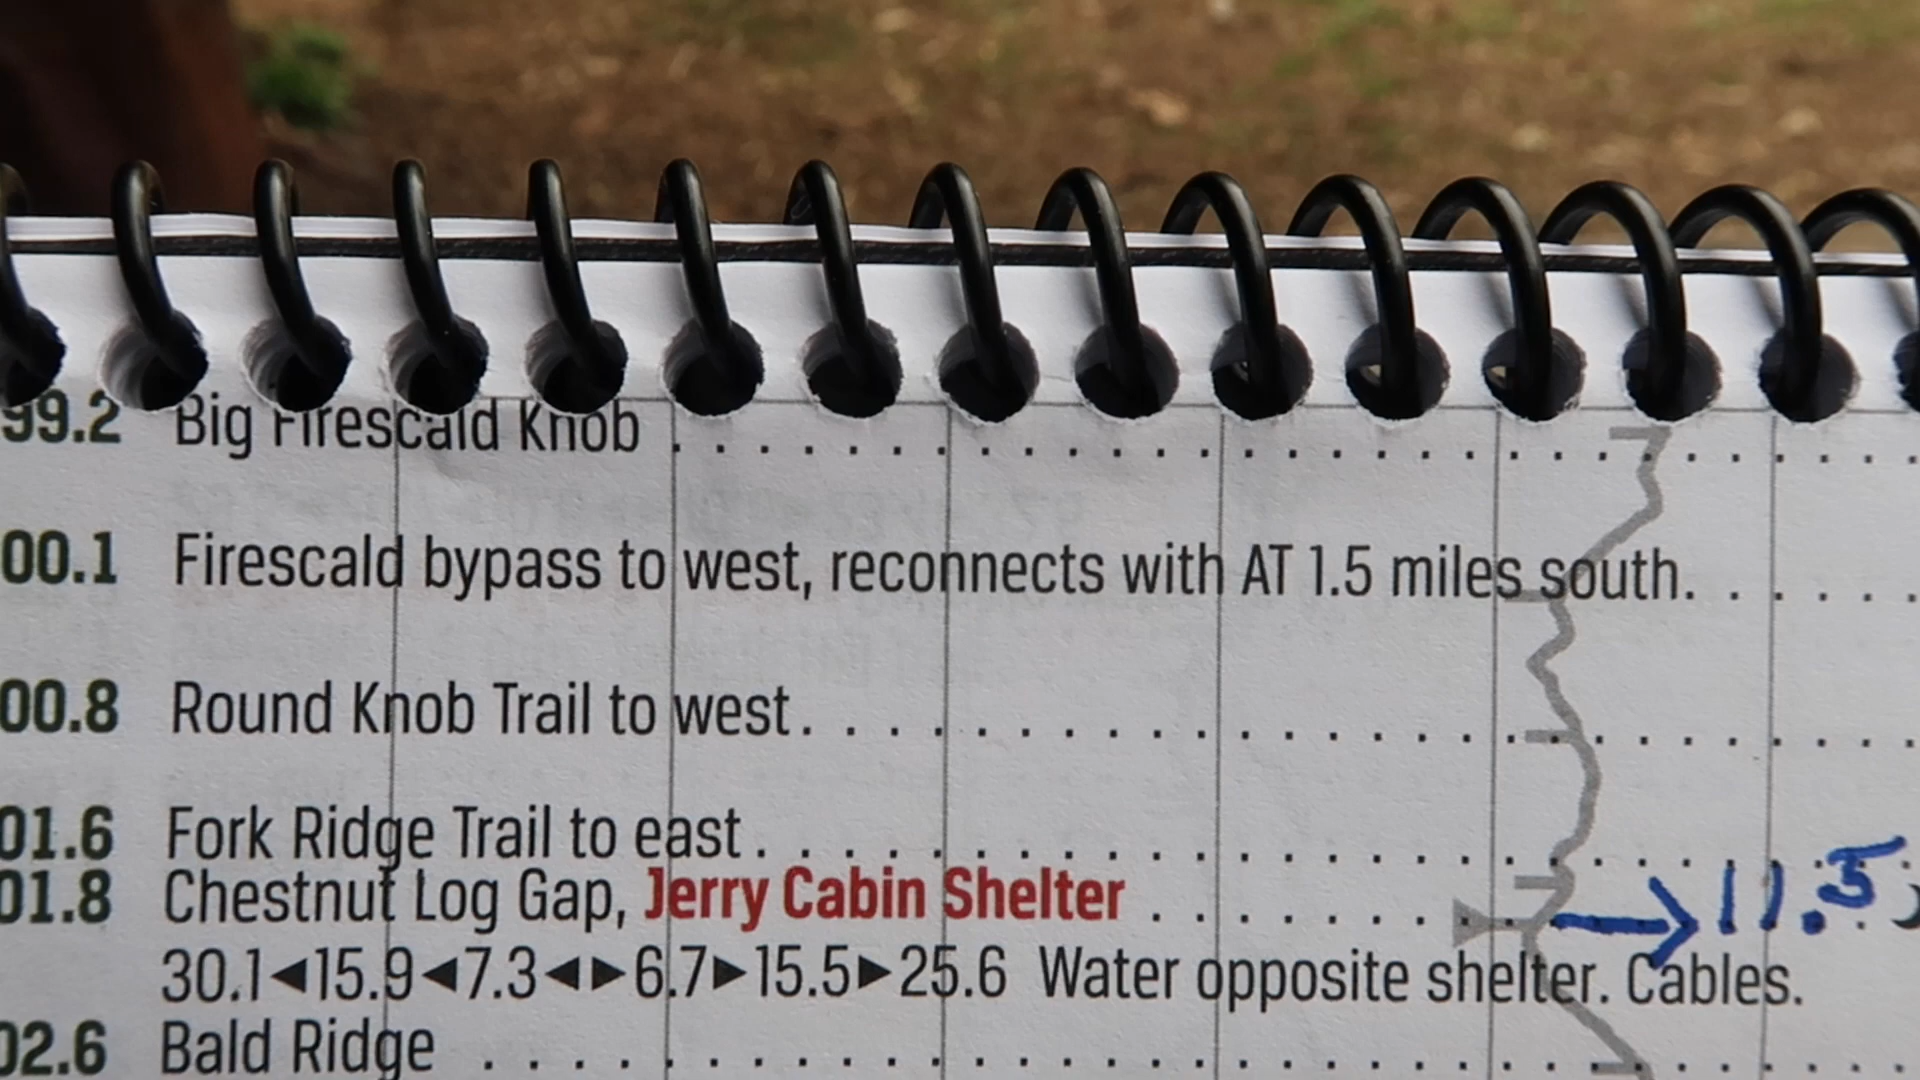 99.2 Big Firescald Knob . . . . . . . . . . . . . . . . . . . . . . . . . . . . .
00.1 Firescald bypass to west, reconnects with AT 1.5 miles south. . . . . .
00.8 Round Knob Trail to west. . . . . . . . . . . . . . . . . . . . . . . . . .
01.6 Fork Ridge Trail to east . . . . . . . . . . . . . . . . . . . . . . . . . . .
01.8 Chestnut Log Gap, Jerry Cabin Shelter . . . . . . . . . → 11.5
30.1◄15.9◄7.3◄►6.7►15.5►25.6 Water opposite shelter. Cables.
02.6 Bald Ridge . . . . . . . . . . . . . . . . . . . . . . . . . . . . . . . . .